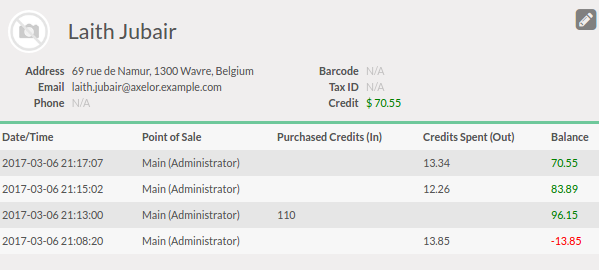 Laith Jubair
Address 69 rue de Namur, 1300 Wavre, Belgium Barcode N/A
Email laith.jubair@axelor.example.com Tax ID N/A
Phone N/A Credit $ 70.55
Date/Time Point of Sale Purchased Credits (In) Credits Spent (Out) Balance
2017-03-06 21:17:07 Main (Administrator) 13.34 70.55
2017-03-06 21:15:02 Main (Administrator) 12.26 83.89
2017-03-06 21:13:00 Main (Administrator) 110 96.15
2017-03-06 21:08:20 Main (Administrator) 13.85 -13.85